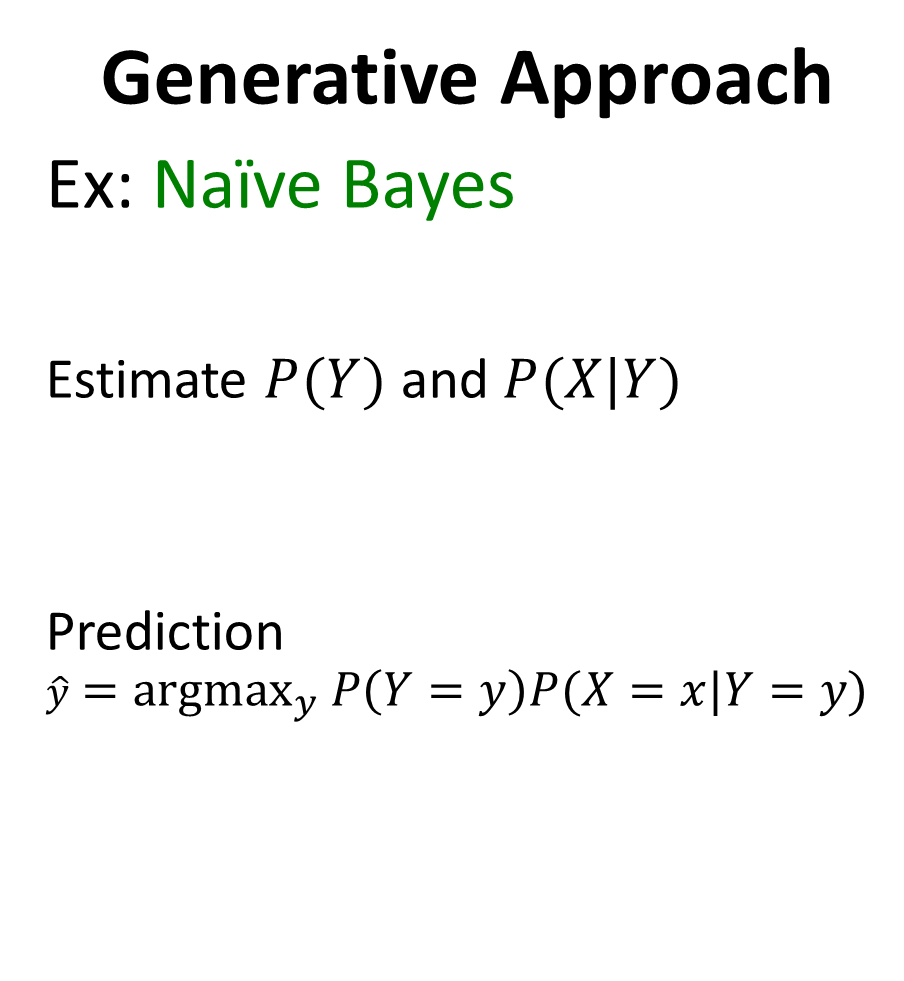 Generative Approach
Ex: Naïve Bayes
Estimate P(Y) and P(X|Y)
Prediction
ŷ = argmax_y P(Y = y)P(X = x|Y = y)